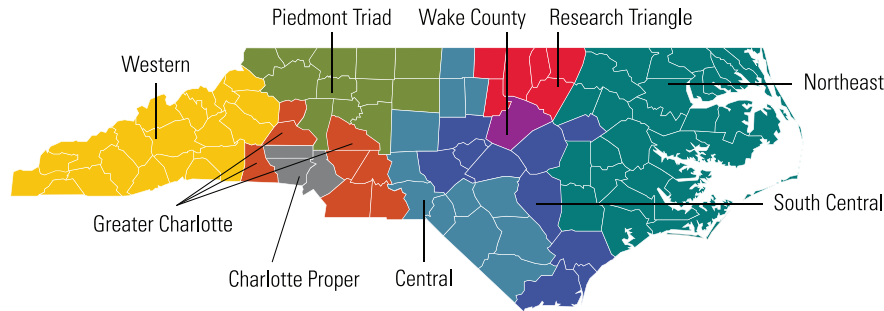 Piedmont Triad
Wake County
Research Triangle
Western
Northeast
Greater Charlotte
South Central
Charlotte Proper
Central